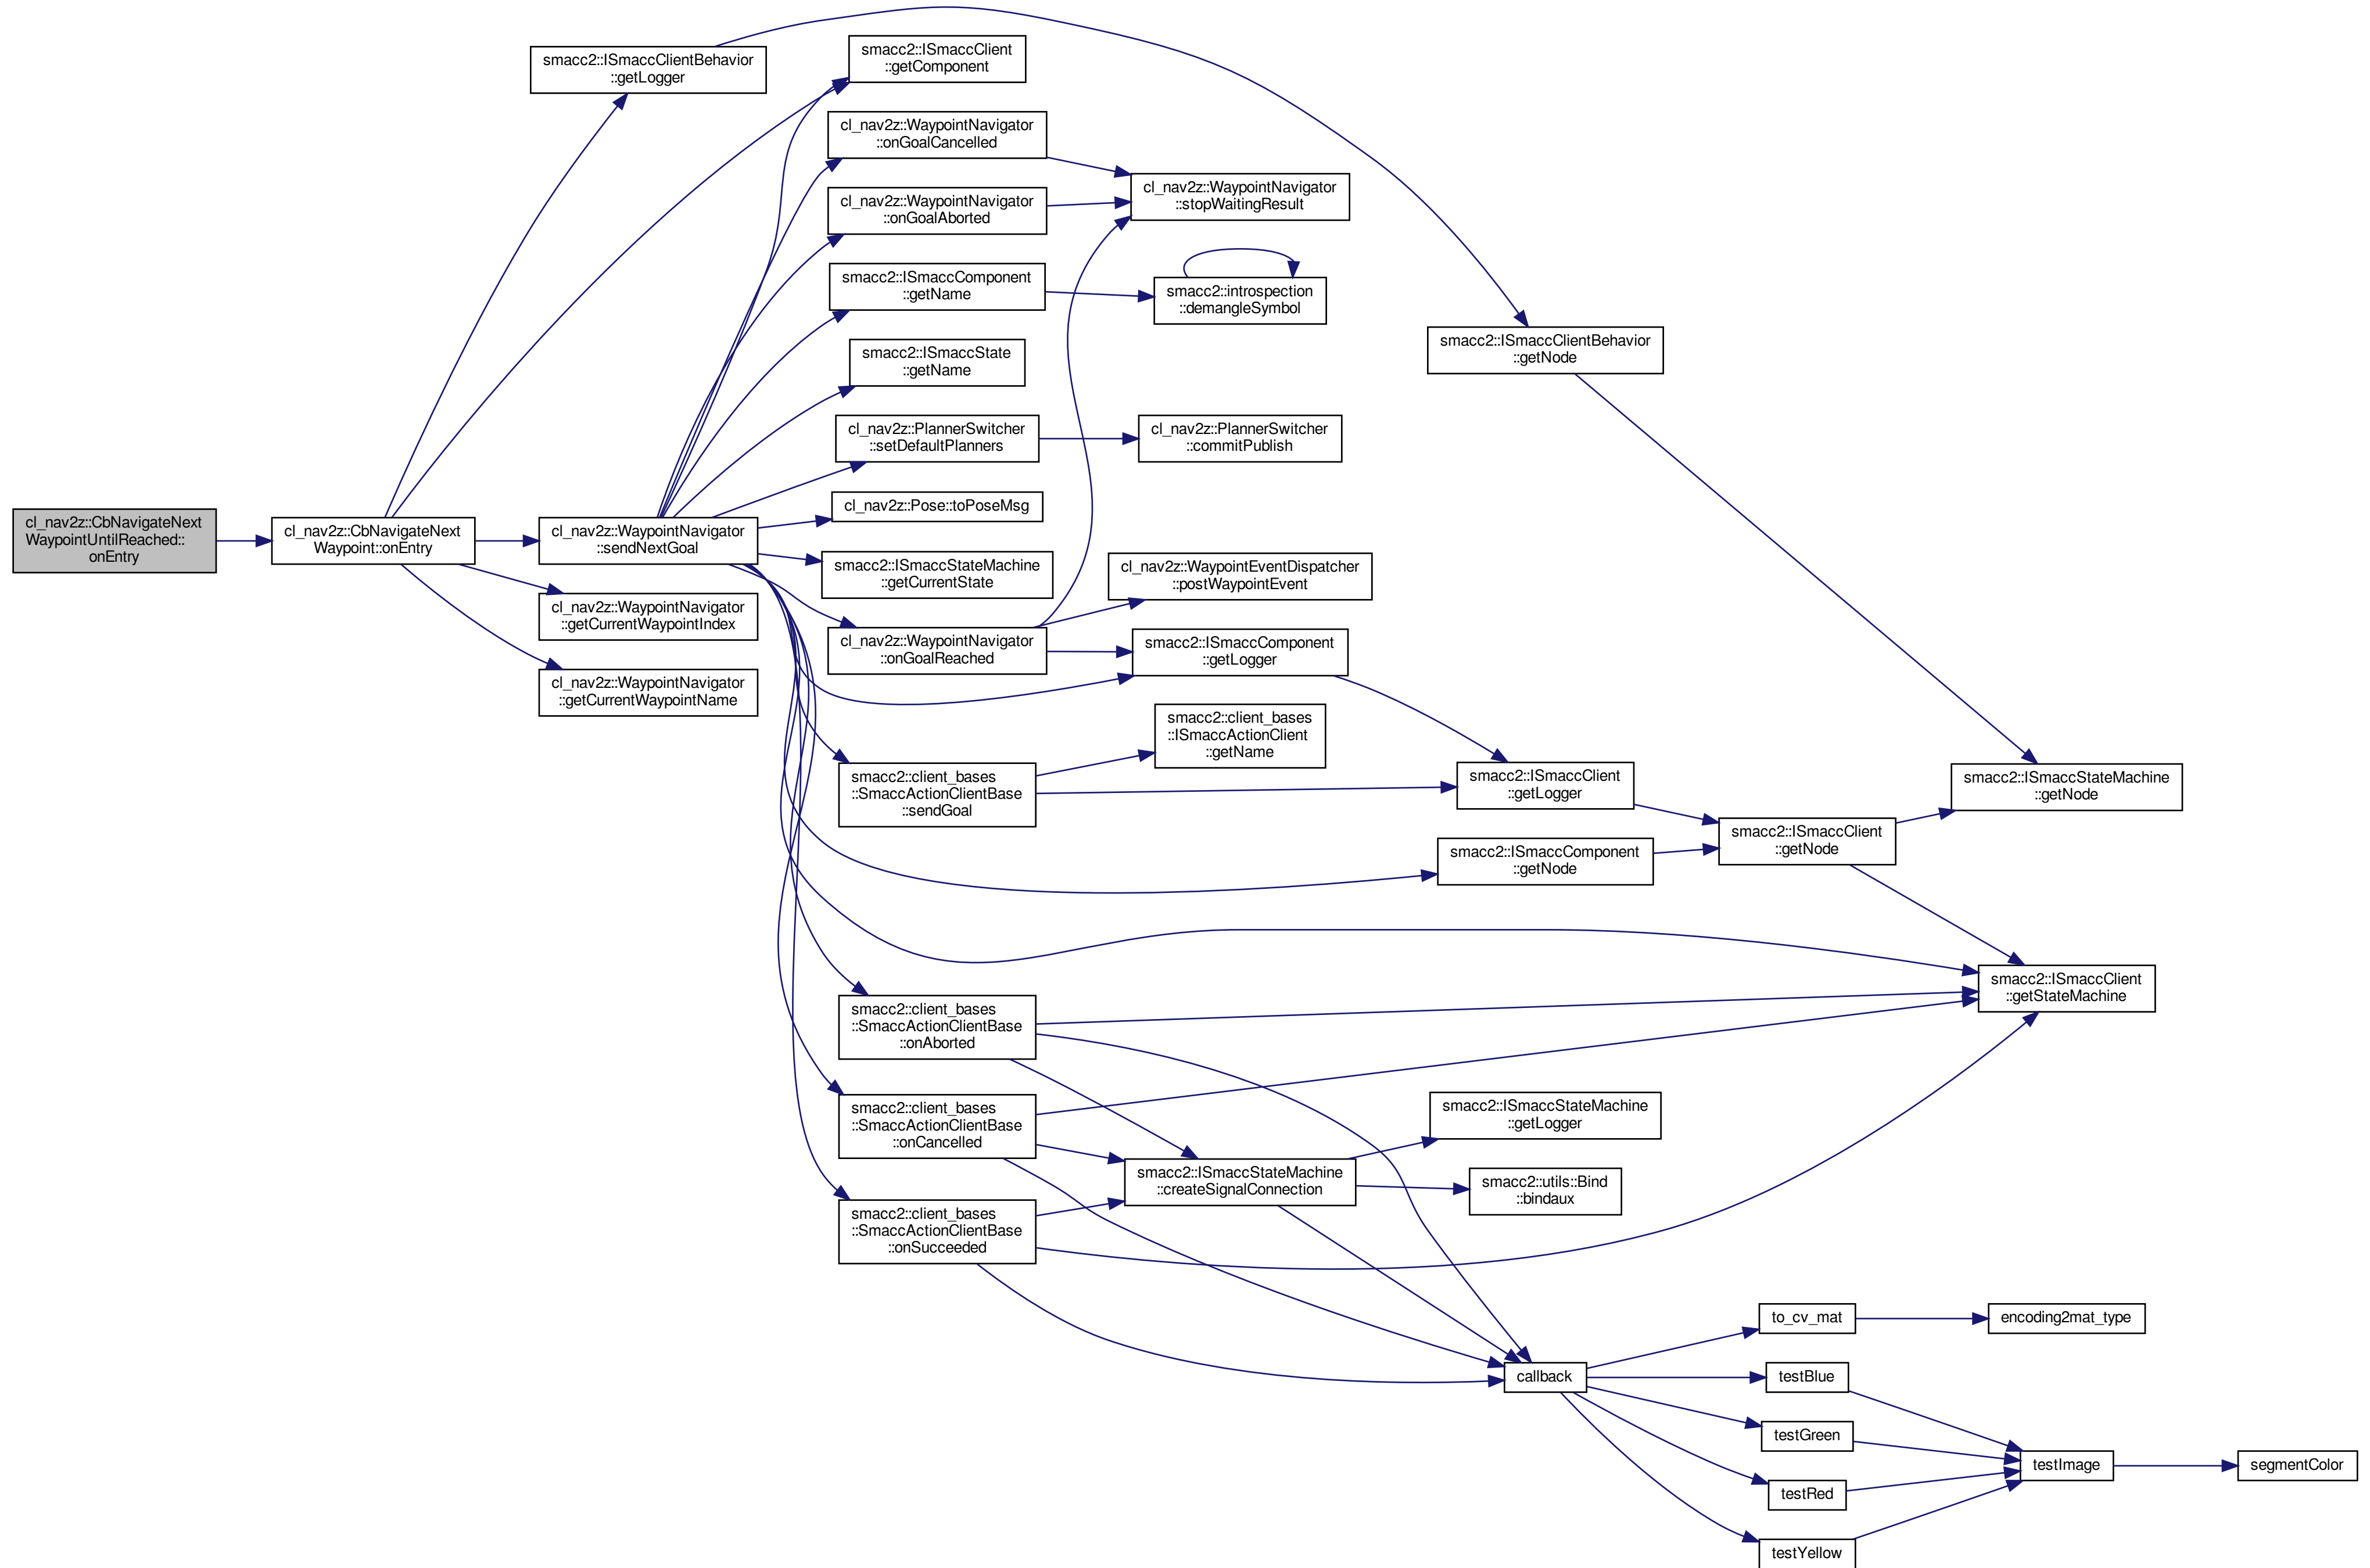 cl_nav2z::CbNavigateNext
WaypointUntilReached::
onEntry
cl_nav2z::CbNavigateNext
Waypoint::onEntry
smacc2::ISmaccClientBehavior
::getLogger
cl_nav2z::WaypointNavigator
::sendNextGoal
cl_nav2z::WaypointNavigator
::getCurrentWaypointIndex
cl_nav2z::WaypointNavigator
::getCurrentWaypointName
smacc2::ISmaccClient
::getComponent
cl_nav2z::WaypointNavigator
::onGoalCancelled
cl_nav2z::WaypointNavigator
::onGoalAborted
smacc2::ISmaccComponent
::getName
smacc2::ISmaccState
::getName
cl_nav2z::PlannerSwitcher
::setDefaultPlanners
cl_nav2z::Pose::toPoseMsg
smacc2::ISmaccStateMachine
::getCurrentState
cl_nav2z::WaypointNavigator
::onGoalReached
smacc2::client_bases
::SmaccActionClientBase
::sendGoal
smacc2::client_bases
::SmaccActionClientBase
::onAborted
smacc2::client_bases
::SmaccActionClientBase
::onCancelled
smacc2::client_bases
::SmaccActionClientBase
::onSucceeded
cl_nav2z::WaypointNavigator
::stopWaitingResult
smacc2::introspection
::demangleSymbol
cl_nav2z::PlannerSwitcher
::commitPublish
cl_nav2z::WaypointEventDispatcher
::postWaypointEvent
smacc2::ISmaccComponent
::getLogger
smacc2::client_bases
::ISmaccActionClient
::getName
smacc2::ISmaccStateMachine
::createSignalConnection
smacc2::ISmaccClientBehavior
::getNode
smacc2::ISmaccClient
::getLogger
smacc2::ISmaccComponent
::getNode
smacc2::ISmaccStateMachine
::getLogger
smacc2::utils::Bind
::bindaux
callback
smacc2::ISmaccClient
::getNode
to_cv_mat
testBlue
testGreen
testRed
testYellow
smacc2::ISmaccStateMachine
::getNode
smacc2::ISmaccClient
::getStateMachine
encoding2mat_type
testImage
segmentColor